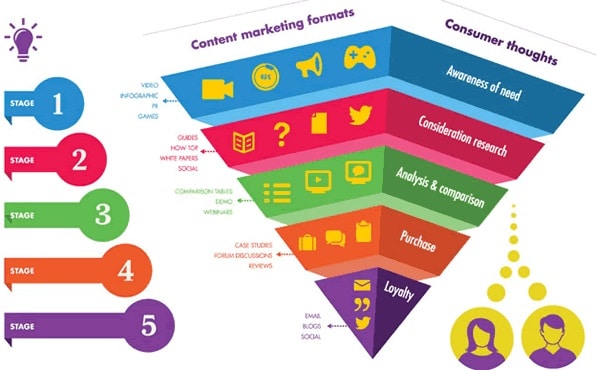 Content marketing formats
Consumer thoughts
STAGE 1
VIDEO
INFOGRAPHIC
PR
GAMES
Awareness of need
STAGE 2
GUIDES
HOW TOP
WHITE PAPERS
SOCIAL
Consideration research
STAGE 3
COMPARISON TABLES
DEMO
WEBINARS
Analysis & comparison
STAGE 4
CASE STUDIES
FORUM DISCUSSIONS
REVIEWS
Purchase
STAGE 5
EMAIL
BLOGS
SOCIAL
Loyalty